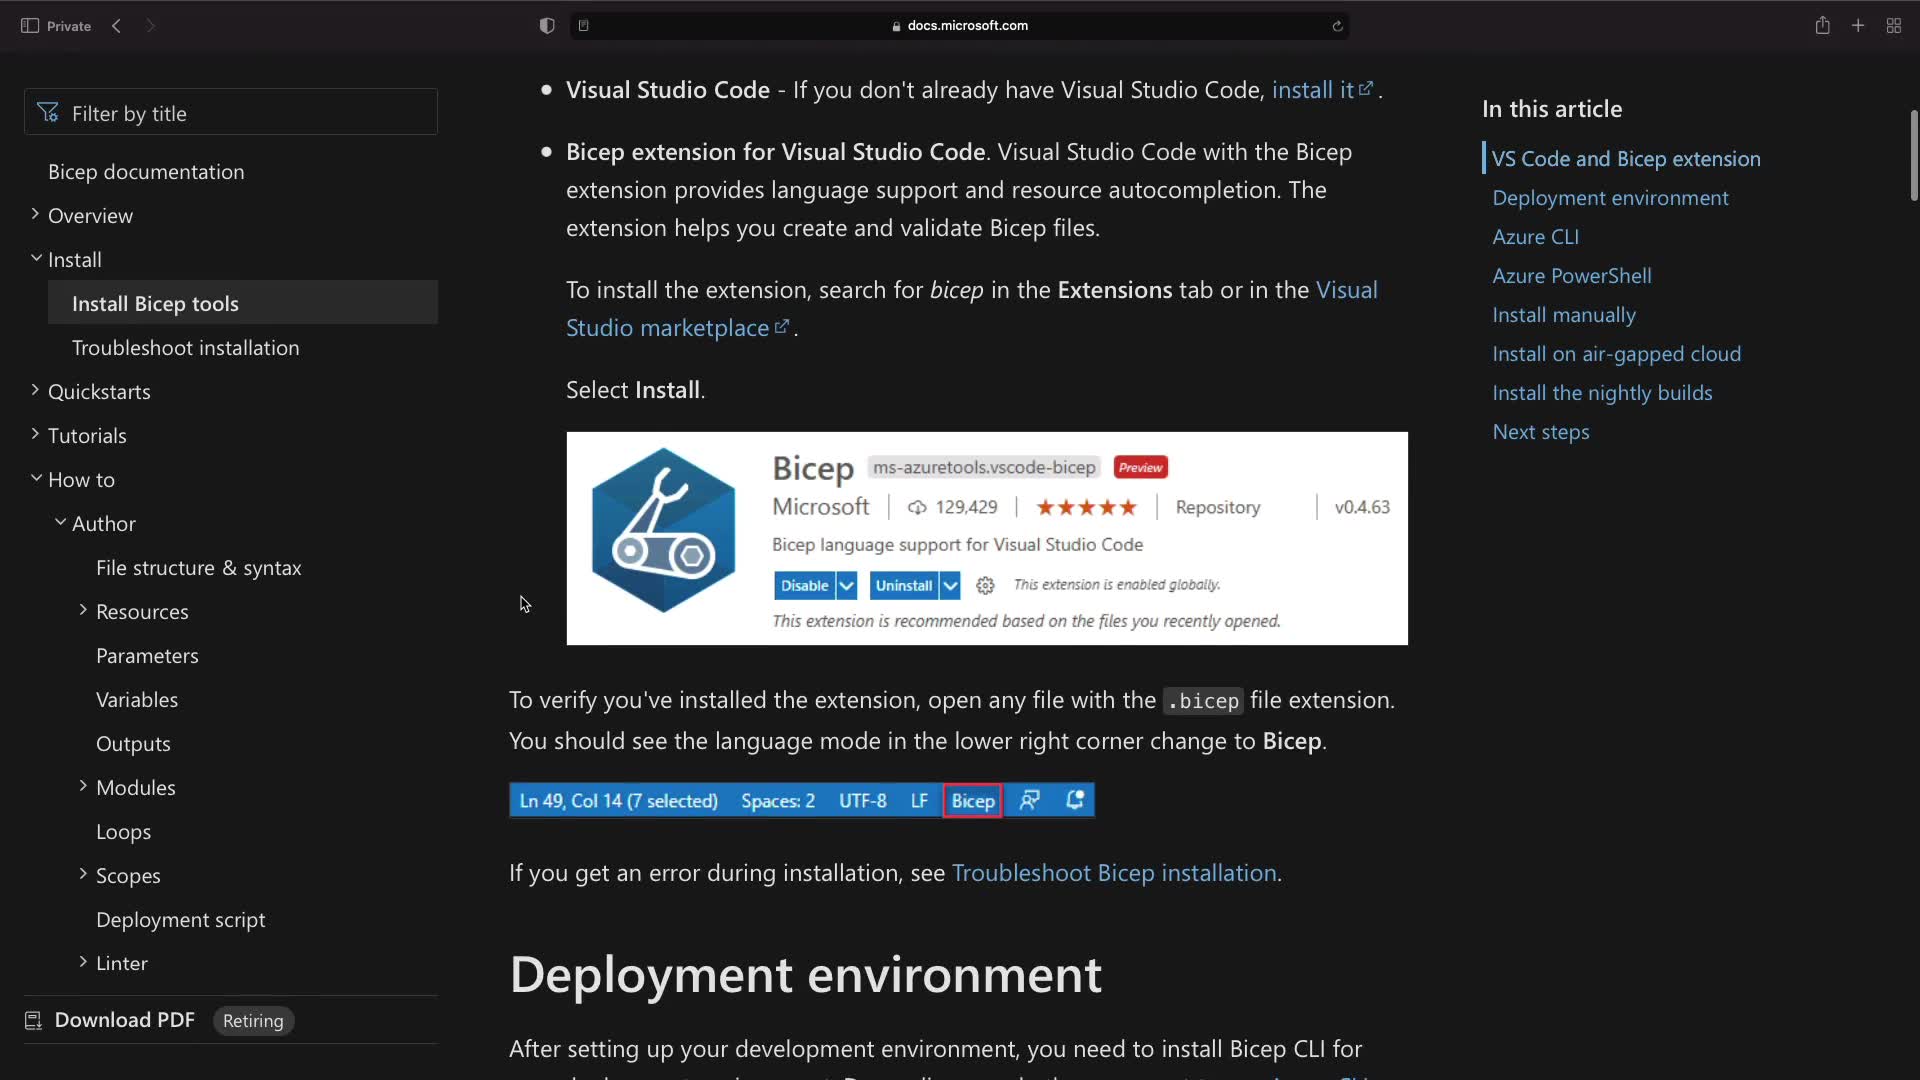 Private
docs.microsoft.com
Filter by title
Bicep documentation
Overview
Install
Install Bicep tools
Troubleshoot installation
Quickstarts
Tutorials
How to
Author
File structure & syntax
Resources
Parameters
Variables
Outputs
Modules
Loops
Scopes
Deployment script
Linter
Download PDF Retiring
Visual Studio Code - If you don't already have Visual Studio Code, install it.
Bicep extension for Visual Studio Code. Visual Studio Code with the Bicep
extension provides language support and resource autocompletion. The
extension helps you create and validate Bicep files.
To install the extension, search for bicep in the Extensions tab or in the Visual
Studio marketplace.
Select Install.
Bicep ms-azuretools.vscode-bicep Preview
Microsoft | 129,429 | ★★★★★ | Repository | v0.4.63
Bicep language support for Visual Studio Code
Disable Uninstall This extension is enabled globally.
This extension is recommended based on the files you recently opened.
To verify you've installed the extension, open any file with the .bicep file extension.
You should see the language mode in the lower right corner change to Bicep.
Ln 49, Col 14 (7 selected) Spaces: 2 UTF-8 LF Bicep
If you get an error during installation, see Troubleshoot Bicep installation.
Deployment environment
After setting up your development environment, you need to install Bicep CLI for
In this article
VS Code and Bicep extension
Deployment environment
Azure CLI
Azure PowerShell
Install manually
Install on air-gapped cloud
Install the nightly builds
Next steps